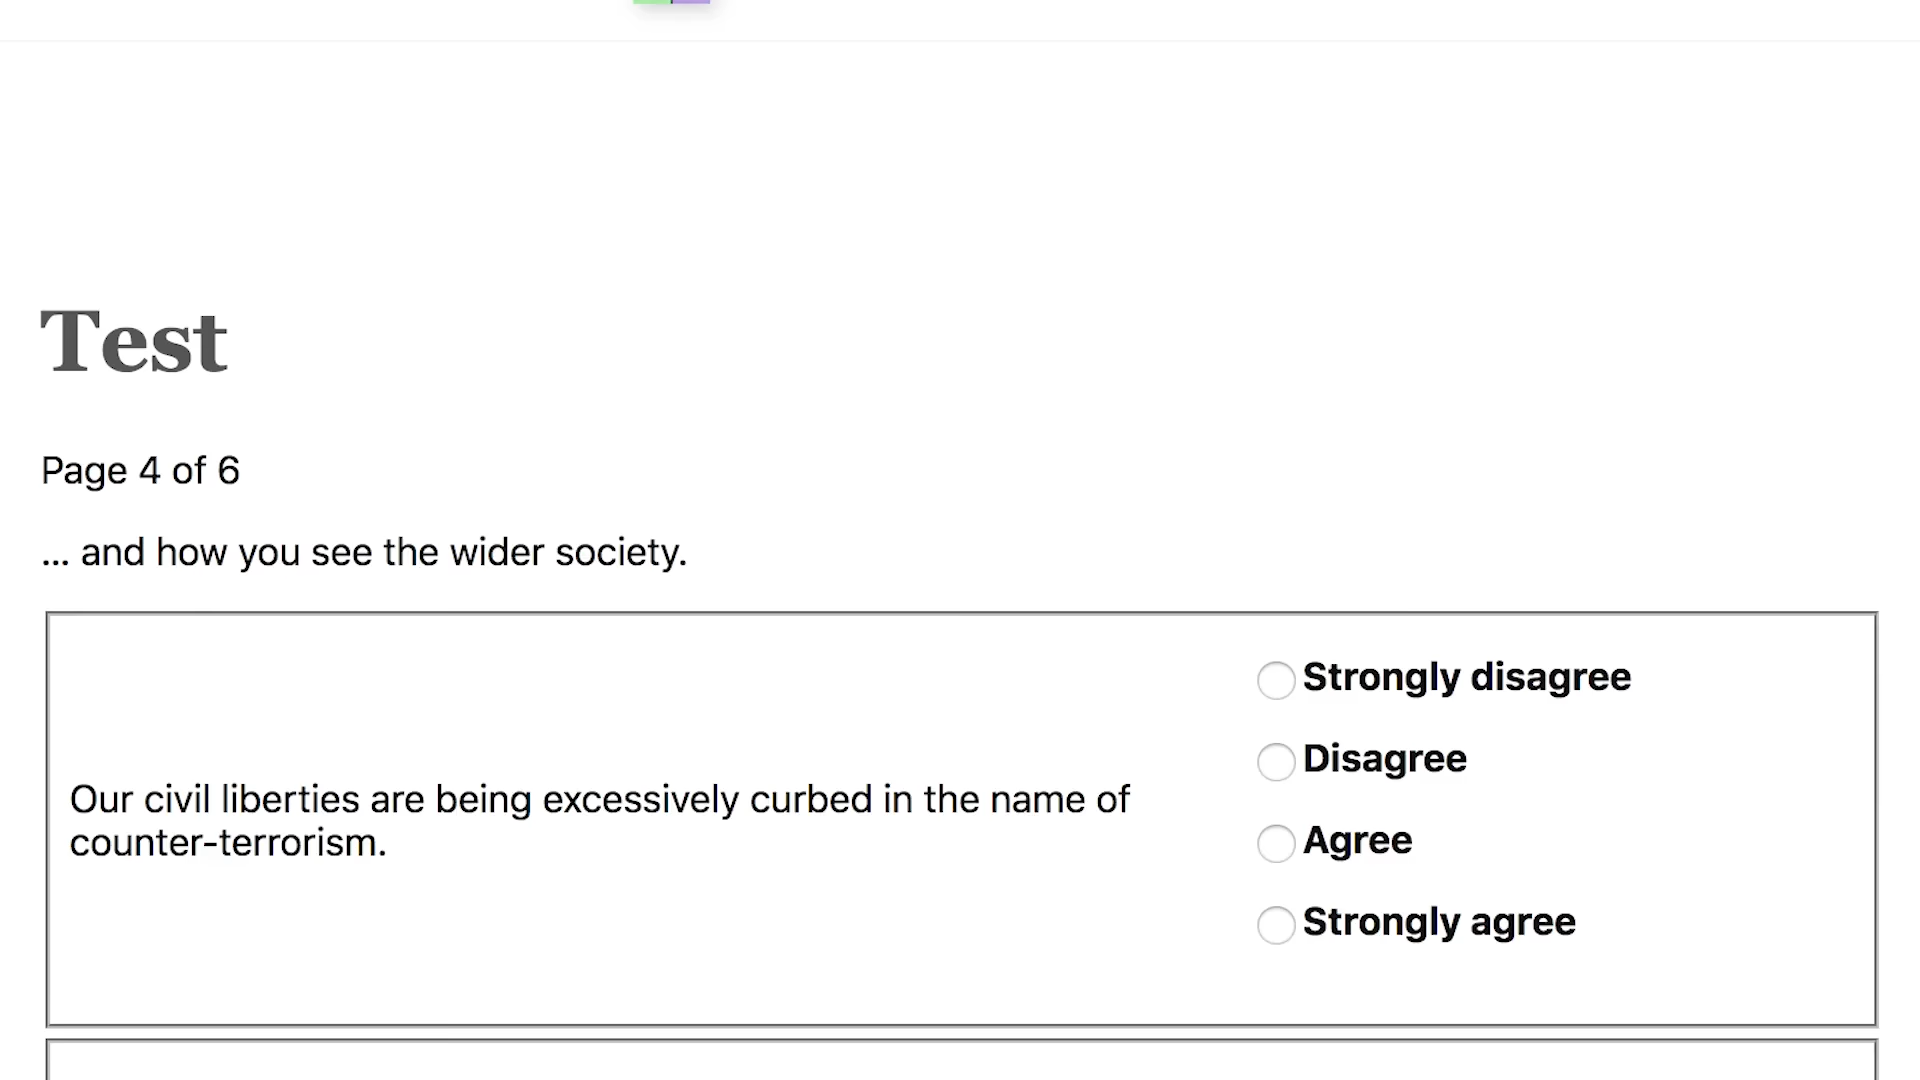 Test
Page 4 of 6
... and how you see the wider society.
Our civil liberties are being excessively curbed in the name of
counter-terrorism.
Strongly disagree
Disagree
Agree
Strongly agree